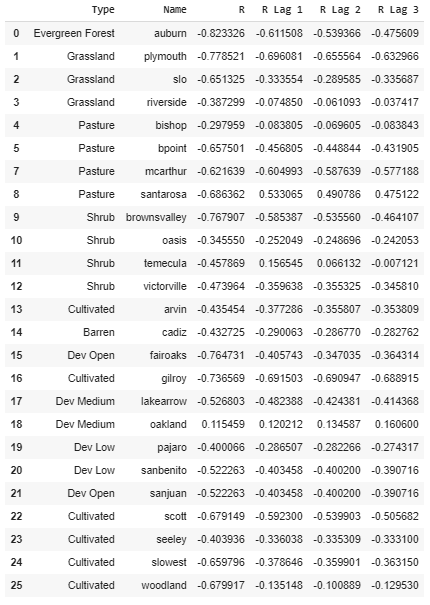 Type Name R R Lag 1 R Lag 2 R Lag 3
0 Evergreen Forest auburn -0.823326 -0.611508 -0.539366 -0.475609
1 Grassland plymouth -0.778521 -0.696081 -0.655564 -0.632966
2 Grassland slo -0.651325 -0.333554 -0.289585 -0.335687
3 Grassland riverside -0.387299 -0.074850 -0.061093 -0.037417
4 Pasture bishop -0.297959 -0.083805 -0.069605 -0.083843
5 Pasture bpoint -0.657501 -0.456805 -0.448844 -0.431905
7 Pasture mcarthur -0.621639 -0.604993 -0.587639 -0.577188
8 Pasture santarosa -0.686362 0.533065 0.490786 0.475122
9 Shrub brownsvalley -0.767907 -0.585387 -0.535560 -0.464107
10 Shrub oasis -0.345550 -0.252049 -0.248696 -0.242053
11 Shrub temecula -0.457869 0.156545 0.066132 -0.007121
12 Shrub victorville -0.473964 -0.359638 -0.355325 -0.345810
13 Cultivated arvin -0.435454 -0.377286 -0.355807 -0.353809
14 Barren cadiz -0.432725 -0.290063 -0.286770 -0.282762
15 Dev Open fairoaks -0.764731 -0.405743 -0.347035 -0.364314
16 Cultivated gilroy -0.736569 -0.691503 -0.690947 -0.688915
17 Dev Medium lakearrow -0.526803 -0.482388 -0.424381 -0.414368
18 Dev Medium oakland 0.115459 0.120212 0.134587 0.160600
19 Dev Low pajaro -0.400066 -0.286507 -0.282266 -0.274317
20 Dev Low sanbenito -0.522263 -0.403458 -0.400200 -0.390716
21 Dev Open sanjuan -0.522263 -0.403458 -0.400200 -0.390716
22 Cultivated scott -0.679149 -0.592300 -0.539903 -0.505682
23 Cultivated seeley -0.403936 -0.336038 -0.335309 -0.333100
24 Cultivated slowest -0.659796 -0.378646 -0.359901 -0.363150
25 Cultivated woodland -0.679917 -0.135148 -0.100889 -0.129530